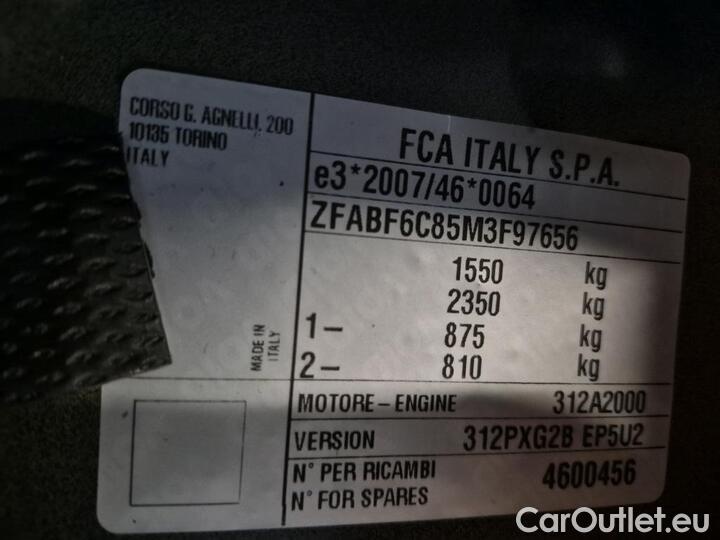 CORSO G. AGNELLI, 200
10135 TORINO
ITALY
FCA ITALY S.P.A.
e3*2007/46*0064
ZFABF6C85M3F97656
1550 kg
2350 kg
1– 875 kg
2– 810 kg
MADE IN
ITALY
MOTORE–ENGINE 312A2000
VERSION 312PXG2B EP5U2
N° PER RICAMBI
N° FOR SPARES
4600456
CarOutlet.eu